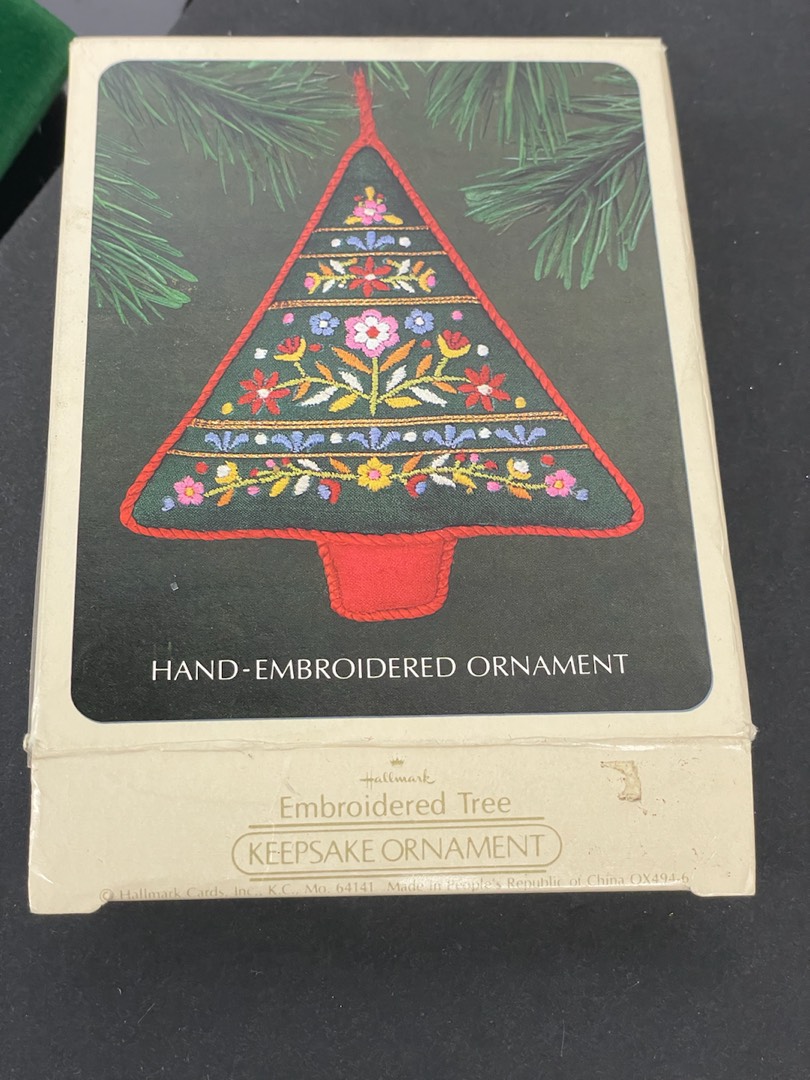 HAND-EMBROIDERED ORNAMENT
Hallmark
Embroidered Tree
KEEPSAKE ORNAMENT
© Hallmark Cards, Inc., K.C., Mo. 64141 Made in People's Republic of China OX494-6